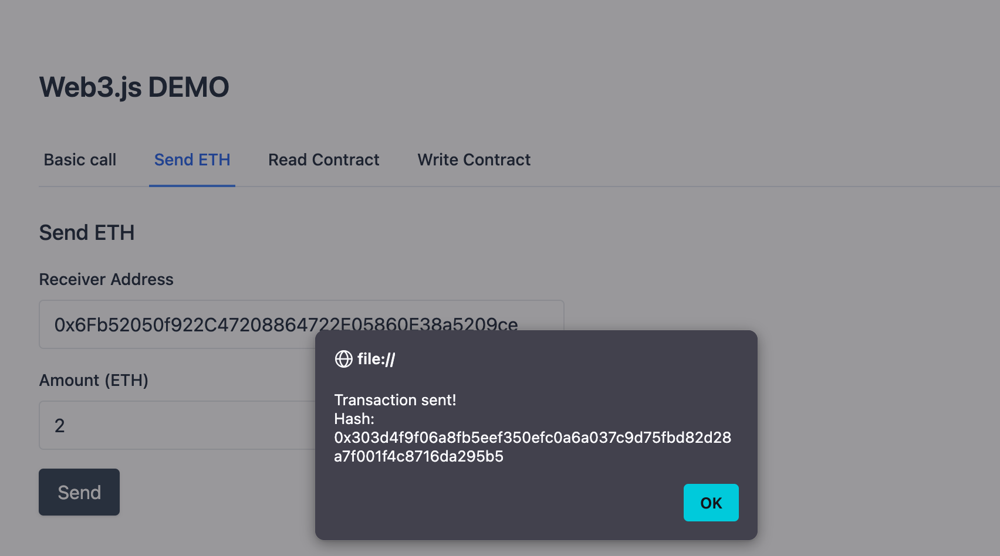 Web3.js DEMO
Basic call Send ETH Read Contract Write Contract
Send ETH
Receiver Address
0x6Fb52050f922C47208864722E05860E38a5209ce
Amount (ETH)
2
Send
file://
Transaction sent!
Hash:
0x303d4f9f06a8fb5eef350efc0a6a037c9d75fbd82d28
a7f001f4c8716da295b5
OK